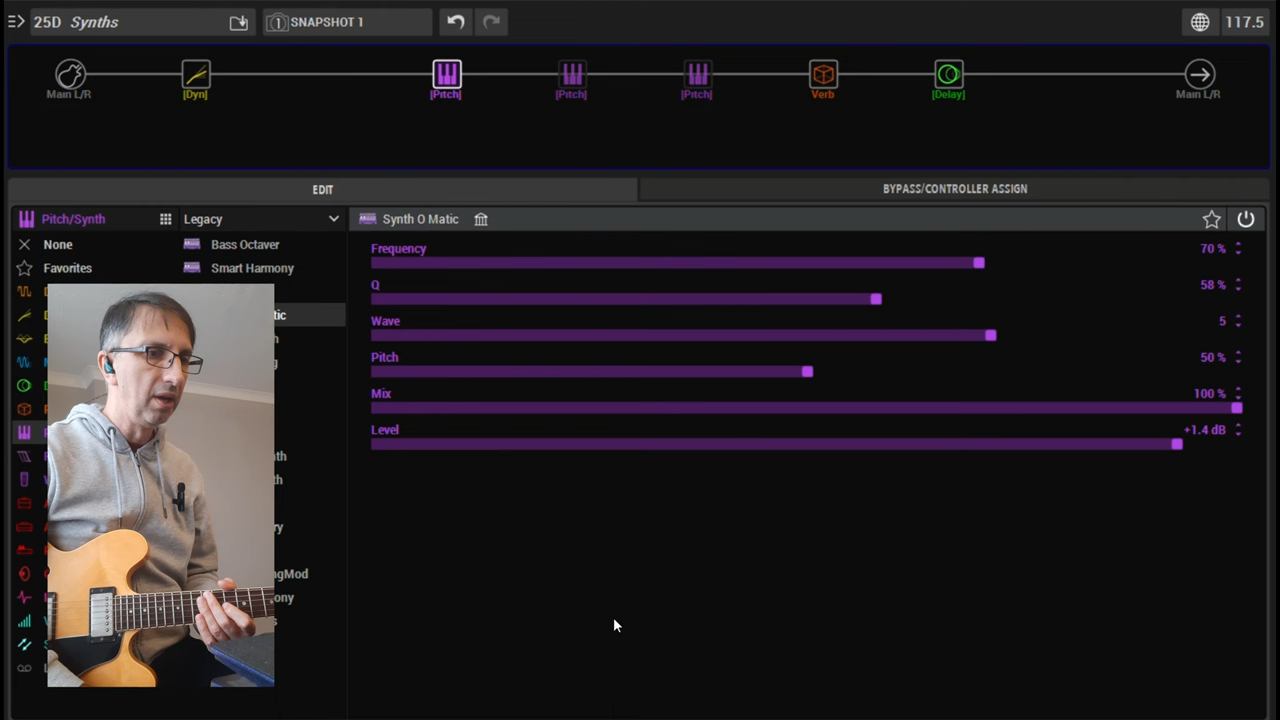 25D Synths
1 SNAPSHOT 1
117.5
Main L/R
[Dyn]
[Pitch]
[Pitch]
[Pitch]
Verb
[Delay]
Main L/R
EDIT
BYPASS/CONTROLLER ASSIGN
Pitch/Synth
Legacy
Synth O Matic
None
Bass Octaver
Favorites
Smart Harmony
Frequency
70 %
Q
58 %
Wave
5
Pitch
50 %
Mix
100 %
Level
+1.4 dB